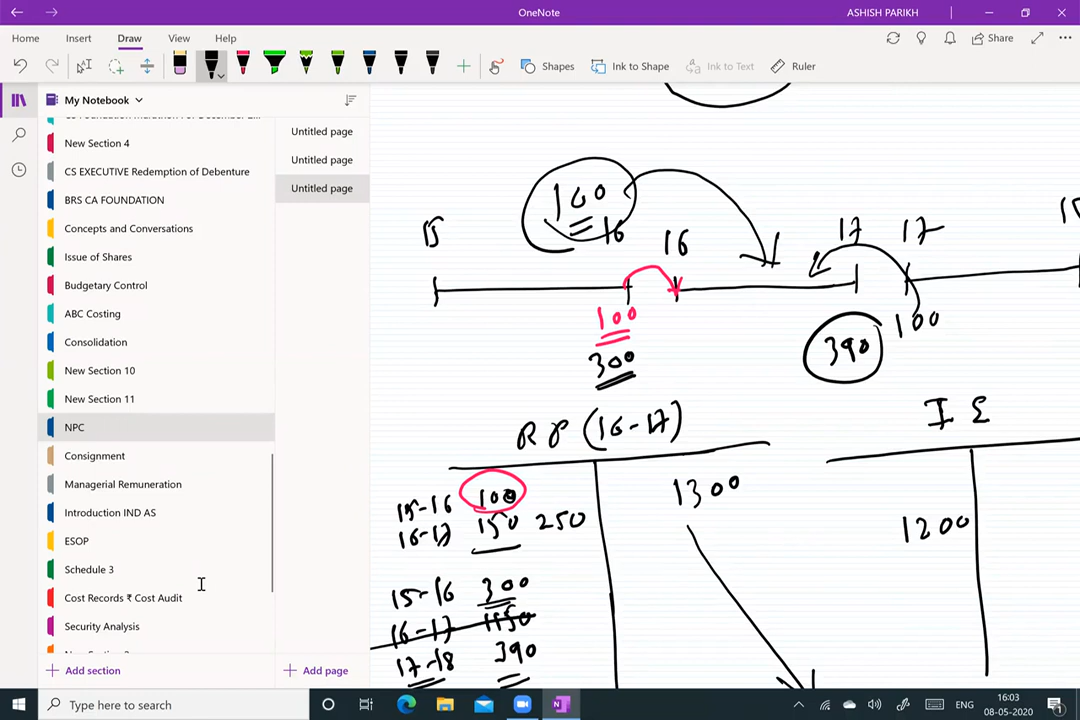 OneNote
ASHISH PARIKH
Home Insert Draw View Help
Share
Shapes Ink to Shape Ink to Text Ruler
My Notebook
New Section 4
CS EXECUTIVE Redemption of Debenture
BRS CA FOUNDATION
Concepts and Conversations
Issue of Shares
Budgetary Control
ABC Costing
Consolidation
New Section 10
New Section 11
NPC
Consignment
Managerial Remuneration
Introduction IND AS
ESOP
Schedule 3
Cost Records ₹ Cost Audit
Security Analysis
Add section
Untitled page
Untitled page
Untitled page
Add page
100
15 16 16 17 17
100 100
300 390
RP (16-17) I E
15-16 100 1300
16-17 150 250 1200
15-16 300
16-17 1150
17-18 390
Type here to search
ENG
16:03
08-05-2020
1